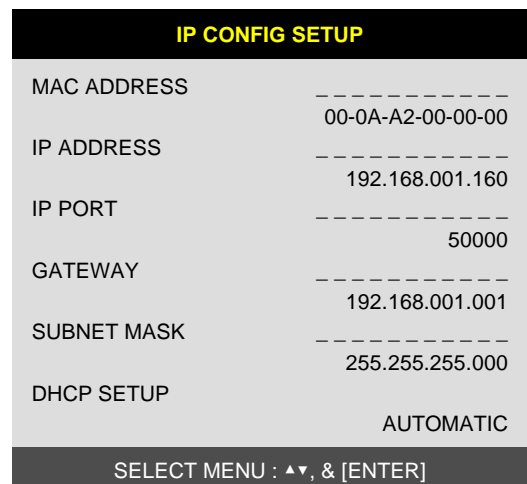 IP CONFIG SETUP
MAC ADDRESS _ _ _ _ _ _ _ _ _ _ _
00-0A-A2-00-00-00
IP ADDRESS _ _ _ _ _ _ _ _ _ _ _
192.168.001.160
IP PORT _ _ _ _ _ _ _ _ _ _ _
50000
GATEWAY _ _ _ _ _ _ _ _ _ _ _
192.168.001.001
SUBNET MASK _ _ _ _ _ _ _ _ _ _ _
255.255.255.000
DHCP SETUP
AUTOMATIC
SELECT MENU : ▲▼, & [ENTER]